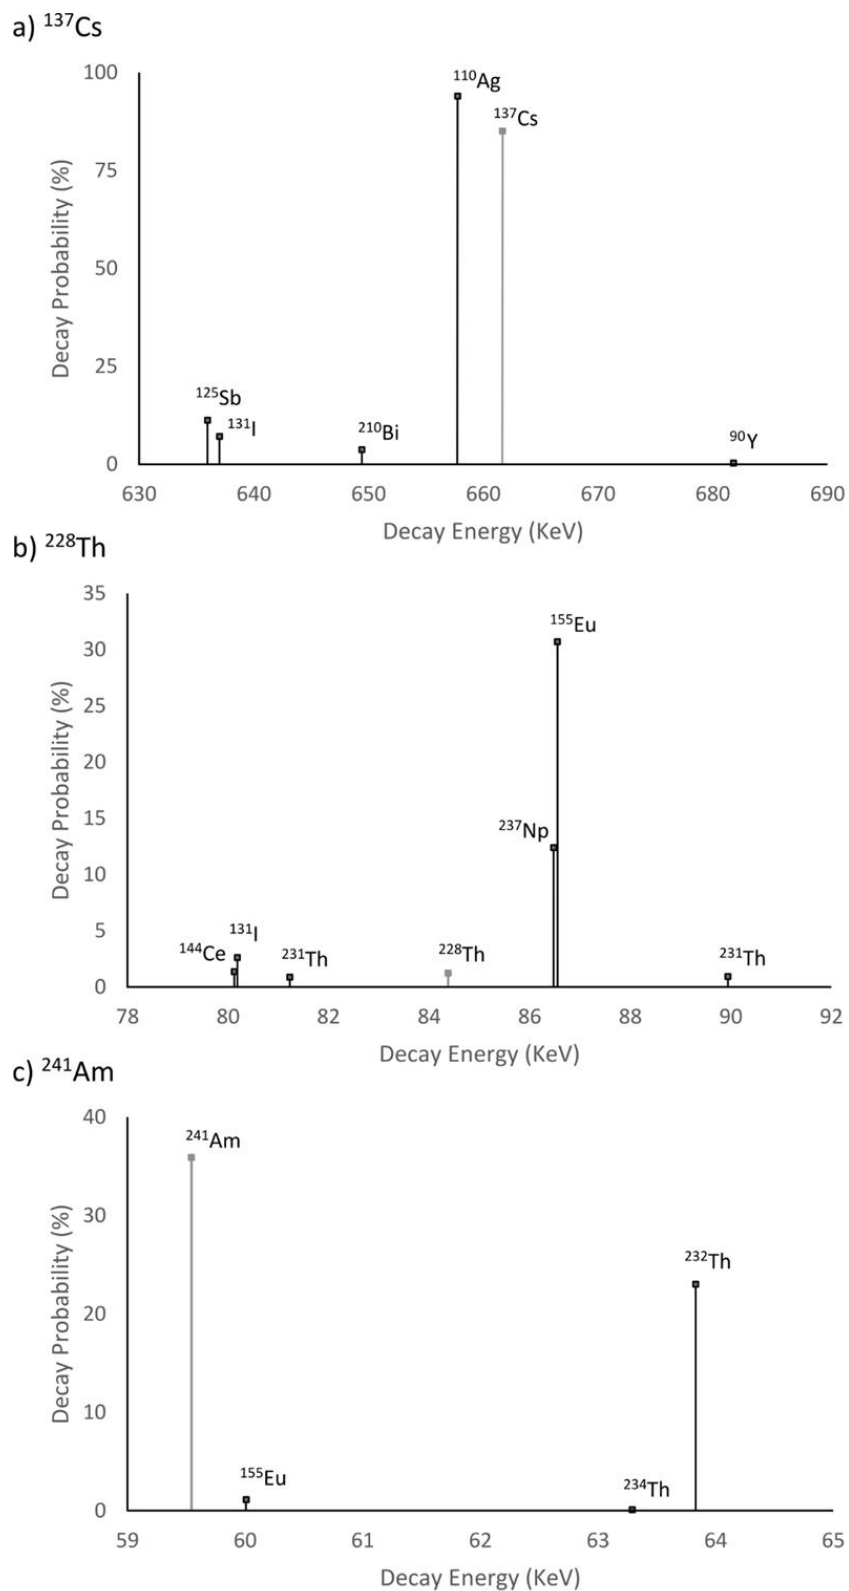 a) ¹³⁷Cs
100
¹¹⁰Ag
¹³⁷Cs
75
Decay Probability (%)
50
25
¹²⁵Sb
¹³¹I
²¹⁰Bi
⁹⁰Y
0
630 640 650 660 670 680 690
Decay Energy (KeV)
b) ²²⁸Th
35
¹⁵⁵Eu
30
25
Decay Probability (%)
20
15
²³⁷Np
10
5
¹⁴⁴Ce
¹³¹I
²³¹Th
²²⁸Th
²³¹Th
0
78 80 82 84 86 88 90 92
Decay Energy (KeV)
c) ²⁴¹Am
40
²⁴¹Am
30
Decay Probability (%)
²³²Th
20
10
¹⁵⁵Eu
²³⁴Th
0
59 60 61 62 63 64 65
Decay Energy (KeV)